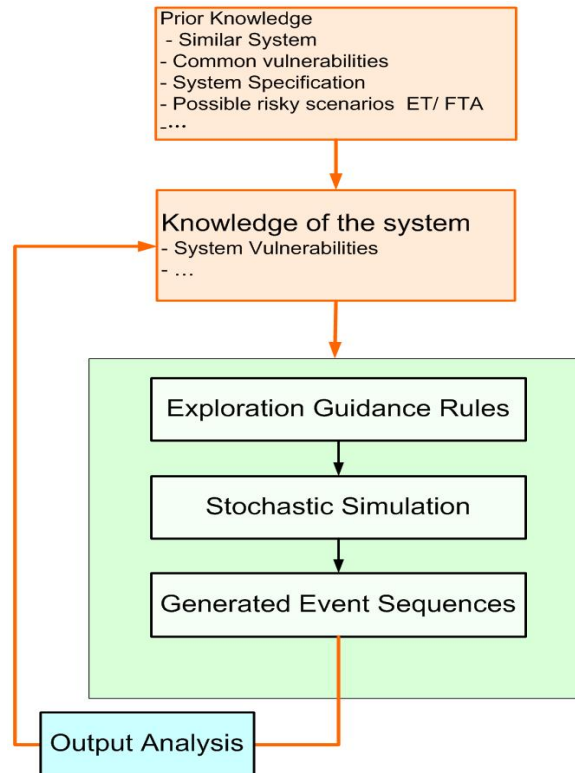 Prior Knowledge
- Similar System
- Common vulnerabilities
- System Specification
- Possible risky scenarios ET/ FTA
-...
Knowledge of the system
- System Vulnerabilities
- ...
Exploration Guidance Rules
Stochastic Simulation
Generated Event Sequences
Output Analysis